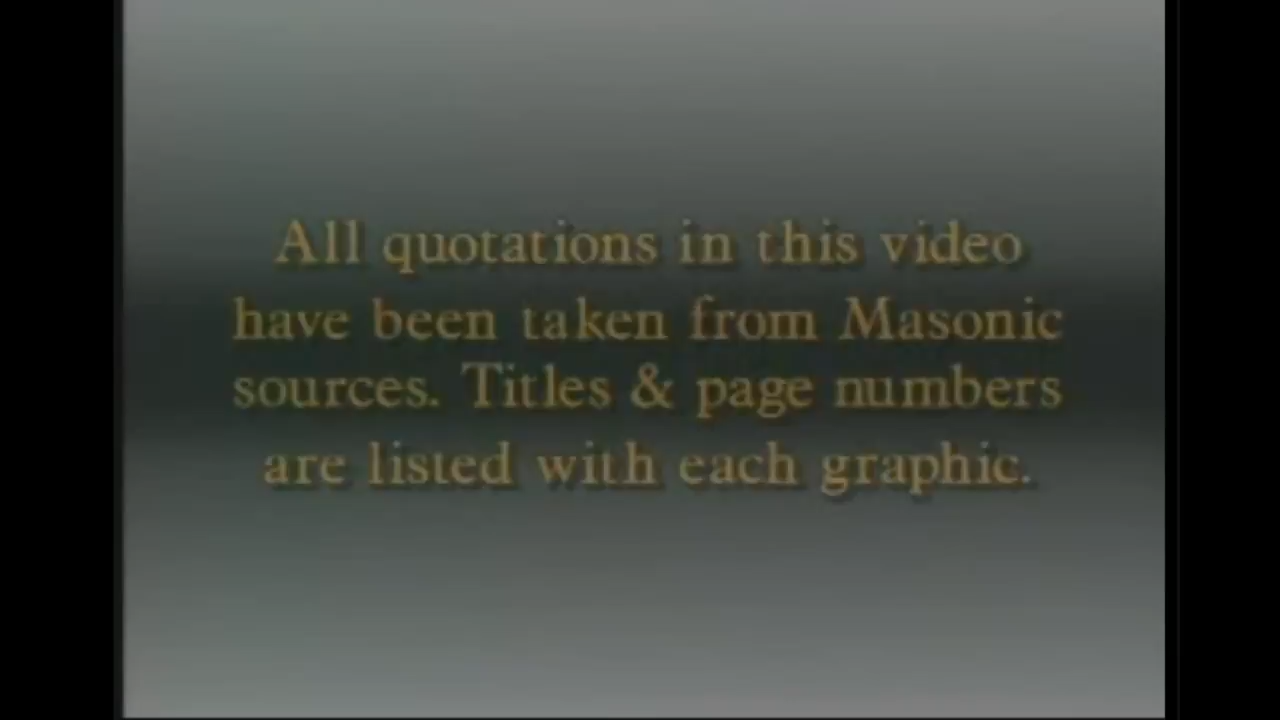 All quotations in this video
have been taken from Masonic
sources. Titles & page numbers
are listed with each graphic.